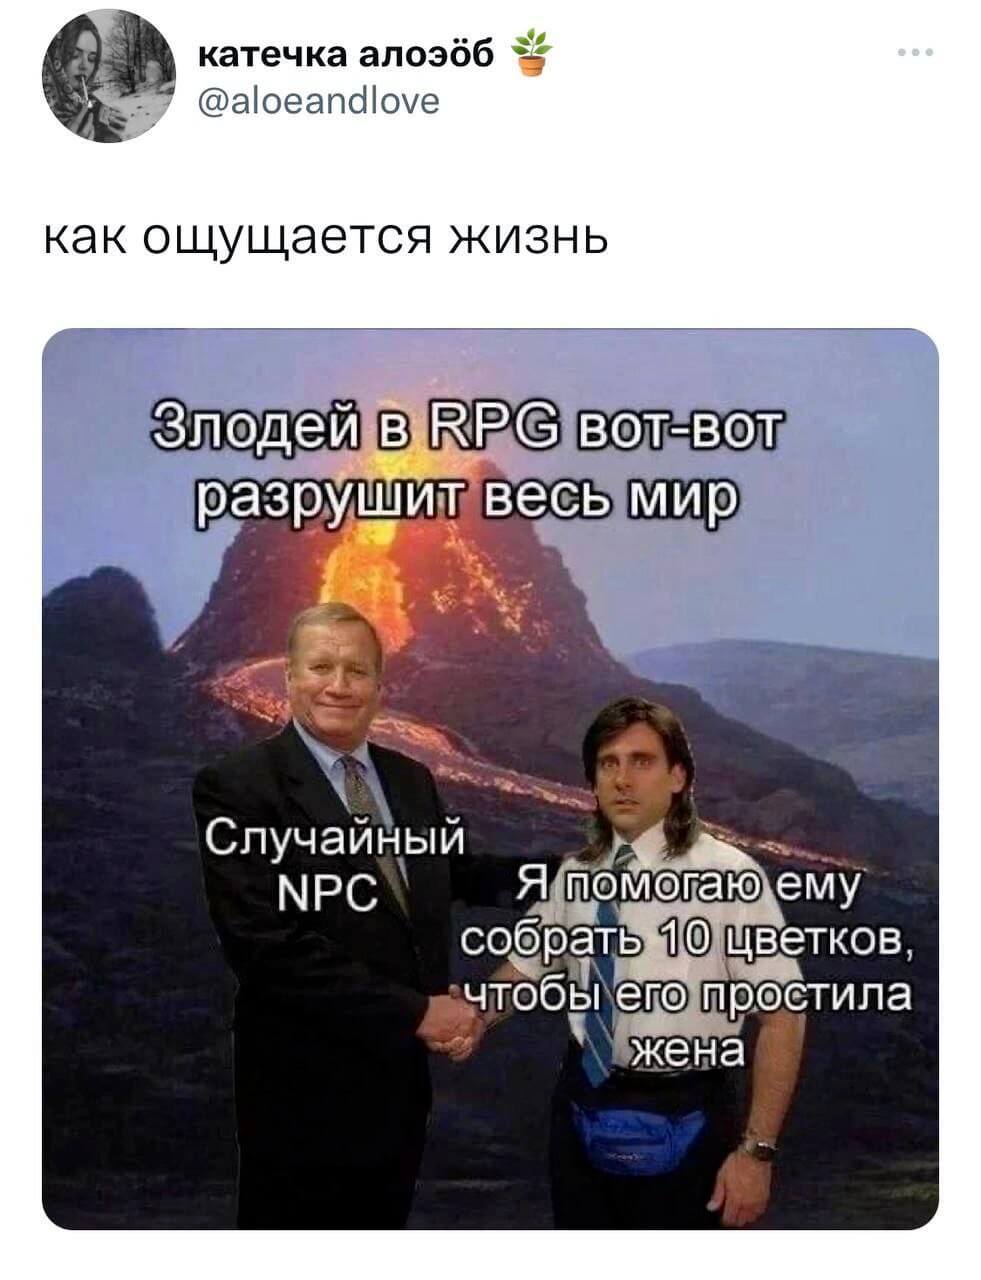 катечка алоэöб
@aloeandlove
как ощущается жизнь
Злодей в RPG вот-вот
разрушит весь мир
Случайный
NPC
Я помогаю ему
собрать 10 цветков,
чтобы его простила
жена